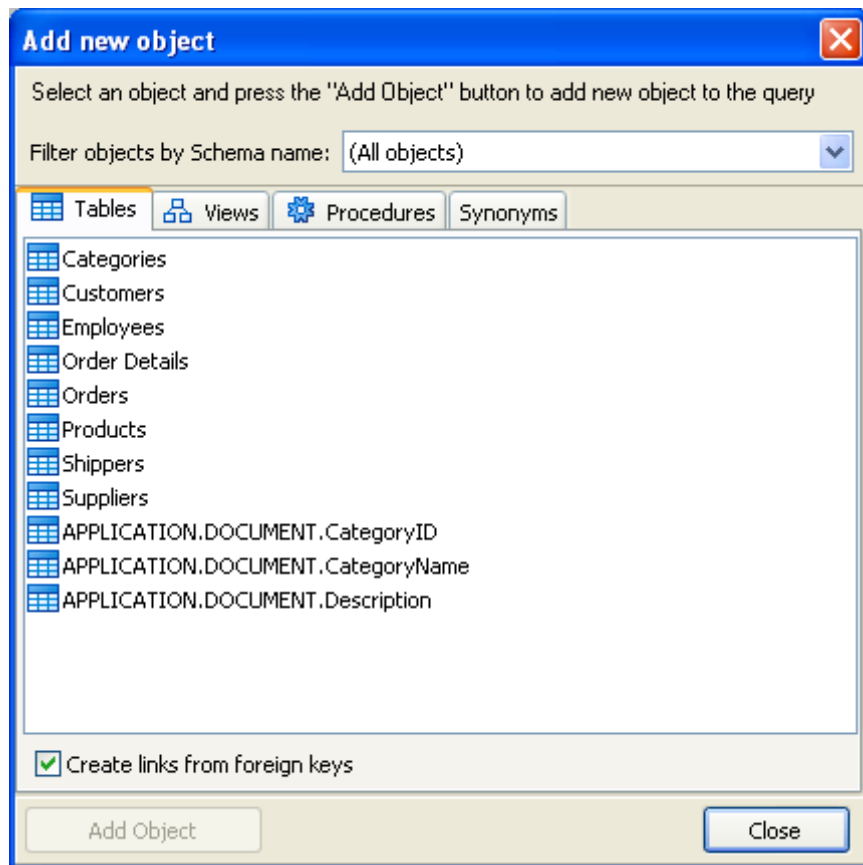 Add new object
Select an object and press the "Add Object" button to add new object to the query
Filter objects by Schema name: (All objects)
Tables Views Procedures Synonyms
Categories
Customers
Employees
Order Details
Orders
Products
Shippers
Suppliers
APPLICATION.DOCUMENT.CategoryID
APPLICATION.DOCUMENT.CategoryName
APPLICATION.DOCUMENT.Description
Create links from foreign keys
Add Object Close